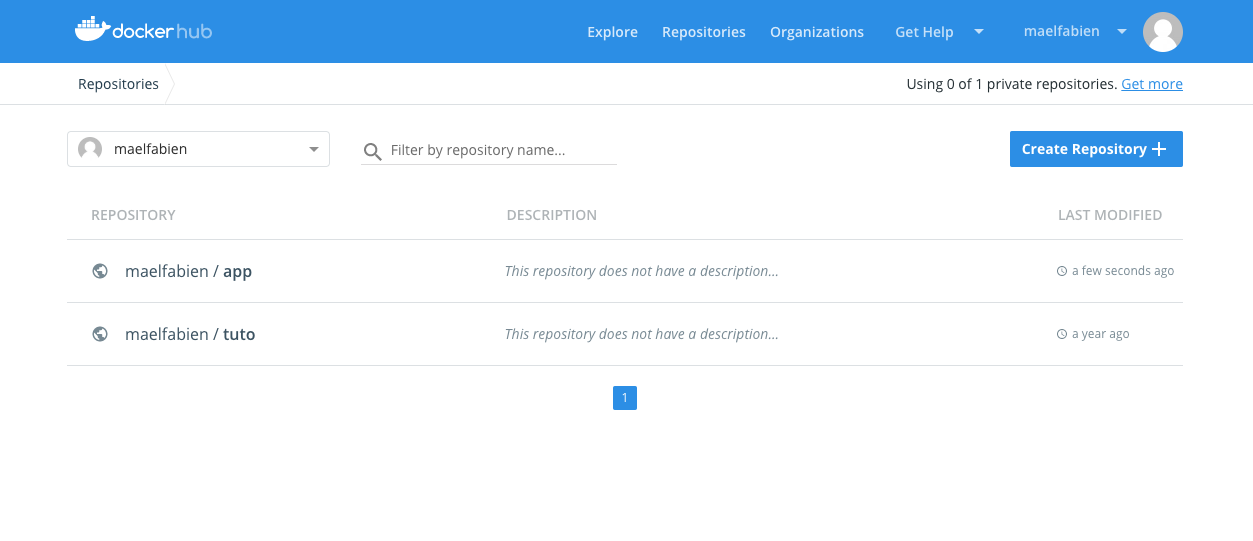 docker hub Explore Repositories Organizations Get Help maelfabien
Repositories Using 0 of 1 private repositories. Get more
maelfabien Filter by repository name... Create Repository +
REPOSITORY DESCRIPTION LAST MODIFIED
maelfabien / app This repository does not have a description... a few seconds ago
maelfabien / tuto This repository does not have a description... a year ago
1